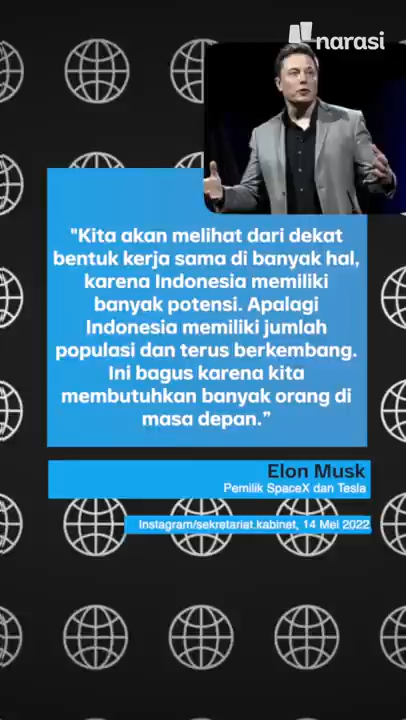 narasi
"Kita akan melihat dari dekat
bentuk kerja sama di banyak hal,
karena Indonesia memiliki
banyak potensi. Apalagi
Indonesia memiliki jumlah
populasi dan terus berkembang.
Ini bagus karena kita
membutuhkan banyak orang di
masa depan.”
Elon Musk
Pemilik SpaceX dan Tesla
Instagram/sekretariat.kabinet, 14 Mei 2022